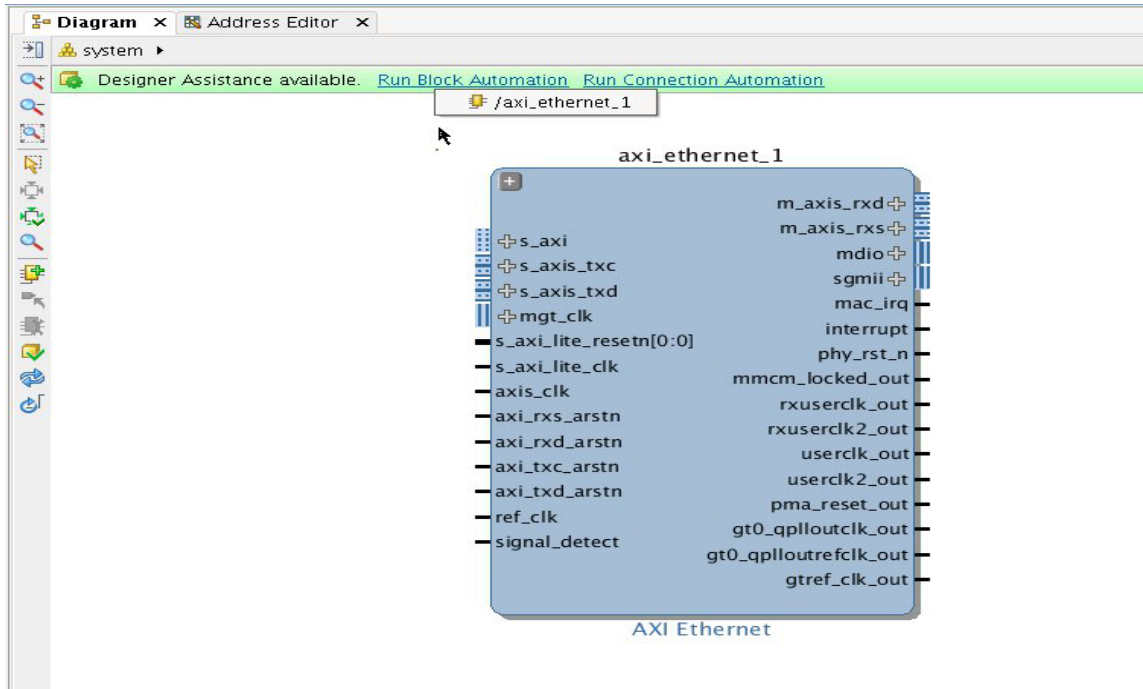 Diagram
Address Editor
system
Designer Assistance available. Run Block Automation Run Connection Automation
/axi_ethernet_1
axi_ethernet_1
s_axi
s_axis_txc
s_axis_txd
mgt_clk
s_axi_lite_resetn[0:0]
s_axi_lite_clk
axis_clk
axi_rxs_arstn
axi_rxd_arstn
axi_txc_arstn
axi_txd_arstn
ref_clk
signal_detect
m_axis_rxd
m_axis_rxs
mdio
sgmii
mac_irq
interrupt
phy_rst_n
mmcm_locked_out
rxuserclk_out
rxuserclk2_out
userclk_out
userclk2_out
pma_reset_out
gt0_qplloutclk_out
gt0_qplloutrefclk_out
gtref_clk_out
AXI Ethernet